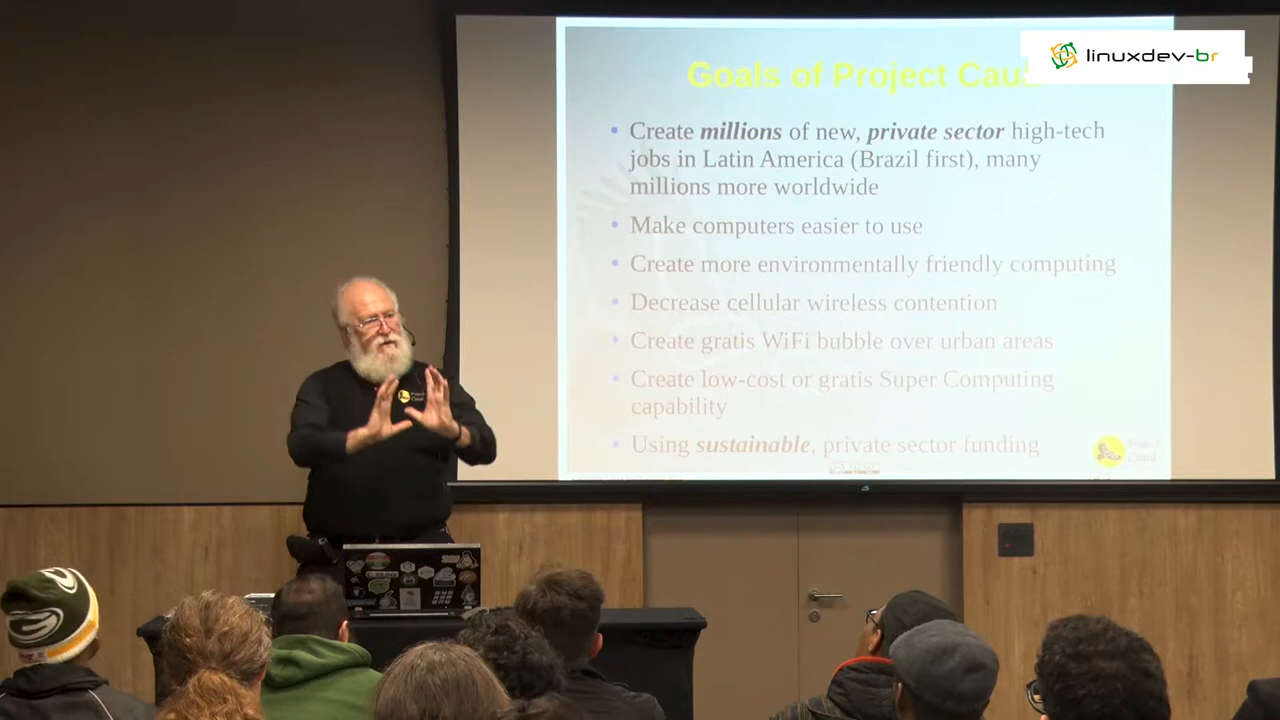 linuxdev-br
Goals of Project Cau
• Create millions of new, private sector high-tech
jobs in Latin America (Brazil first), many
millions more worldwide
• Make computers easier to use
• Create more environmentally friendly computing
• Decrease cellular wireless contention
• Create gratis WiFi bubble over urban areas
• Create low-cost or gratis Super Computing
capability
• Using sustainable, private sector funding
Project
Cauã
Project